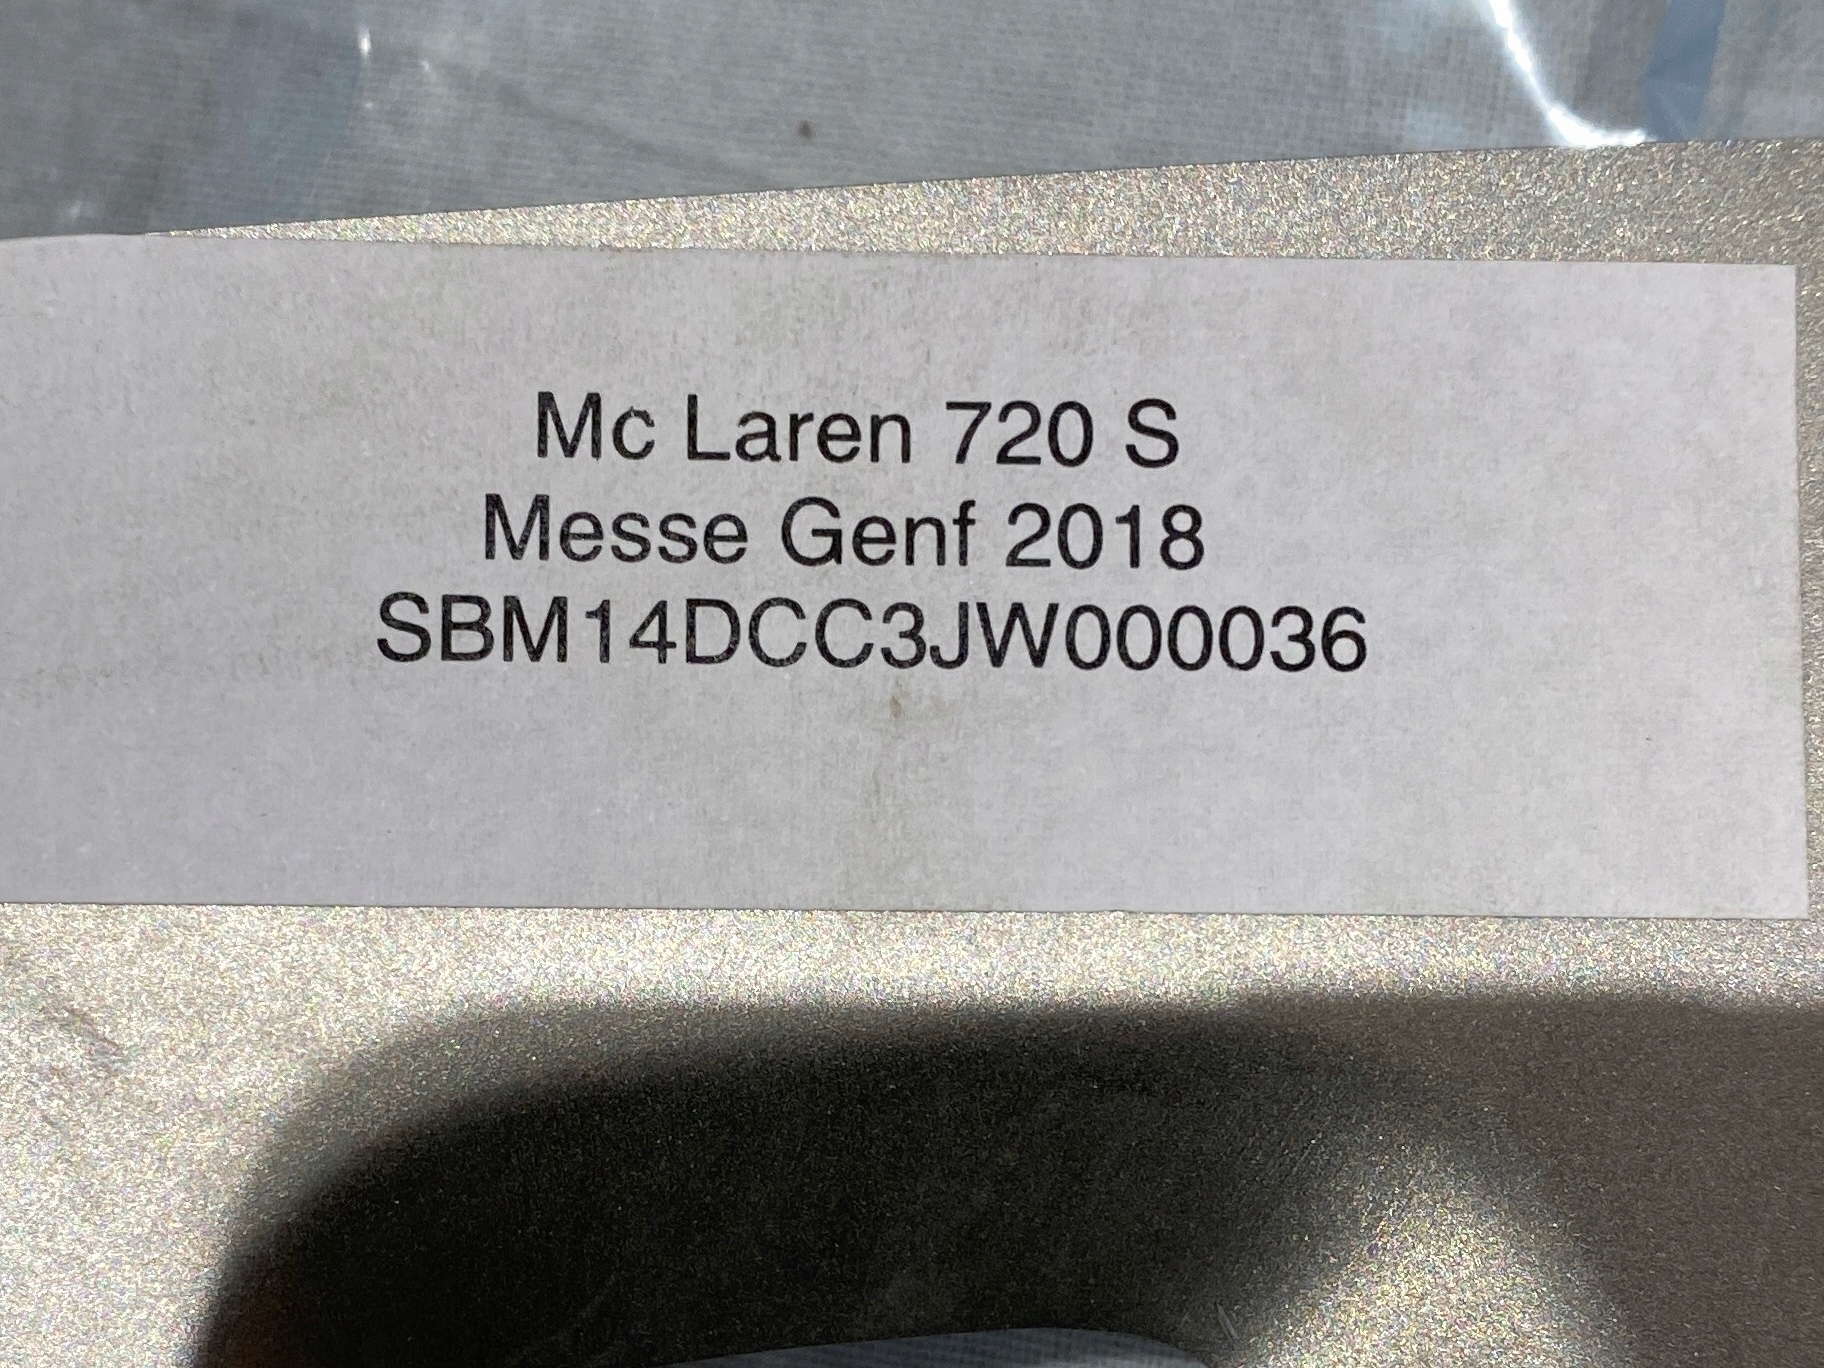 Mc Laren 720 S
Messe Genf 2018
SBM14DCC3JW000036